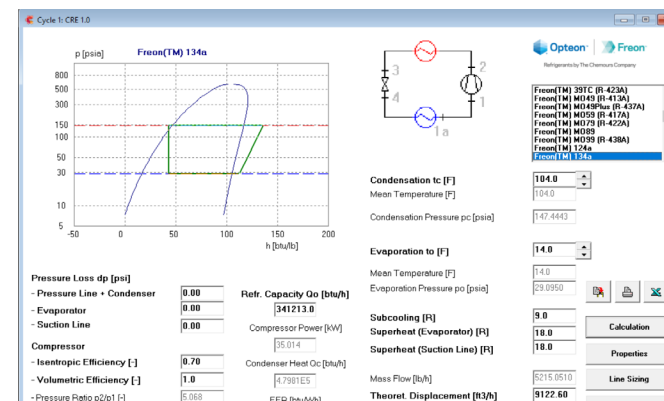 Cycle 1: CRE 1.0
p [psia] Freon(TM) 134a
800
500
300
150
100
50
30
10
5
-50 0 50 100 150 200
h [btu/lb]
3 2
4 1
1a
Opteon™ Freon™
Refrigerants by The Chemours Company
Freon(TM) 39TC (R-423A)
Freon(TM) MO49 (R-413A)
Freon(TM) MO49Plus (R-437A)
Freon(TM) MO59 (R-417A)
Freon(TM) MO79 (R-422A)
Freon(TM) MO89
Freon(TM) MO99 (R-438A)
Freon(TM) 124a
Freon(TM) 134a
Condensation tc [F] 104.0
Mean Temperature [F] 104.0
Condensation Pressure pc [psia] 147.4443
Evaporation to [F] 14.0
Mean Temperature [F] 14.0
Evaporation Pressure po [psia] 29.0950
Subcooling [R] 9.0
Superheat (Evaporator) [R] 18.0
Superheat (Suction Line) [R] 18.0
Mass Flow [lb/h] 5215.0510
Theoret. Displacement [ft3/h] 9122.60
Calculation
Properties
Line Sizing
Pressure Loss dp [psi]
- Pressure Line + Condenser 0.00
- Evaporator 0.00
- Suction Line 0.00
Compressor
- Isentropic Efficiency [-] 0.70
- Volumetric Efficiency [-] 1.0
- Pressure Ratio p2/p1 [-] 5.068
Refr. Capacity Qo [btu/h]
341213.0
Compressor Power [kW]
35.014
Condenser Heat Qc [btu/h]
4.7981E5
EER [btu/Wh]